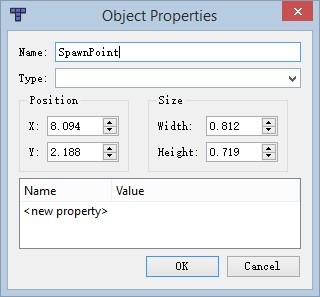 Object Properties
Name: SpawnPoint
Type:
Position
Size
X: 8.094
Width: 0.812
Y: 2.188
Height: 0.719
Name Value
<new property>
OK Cancel